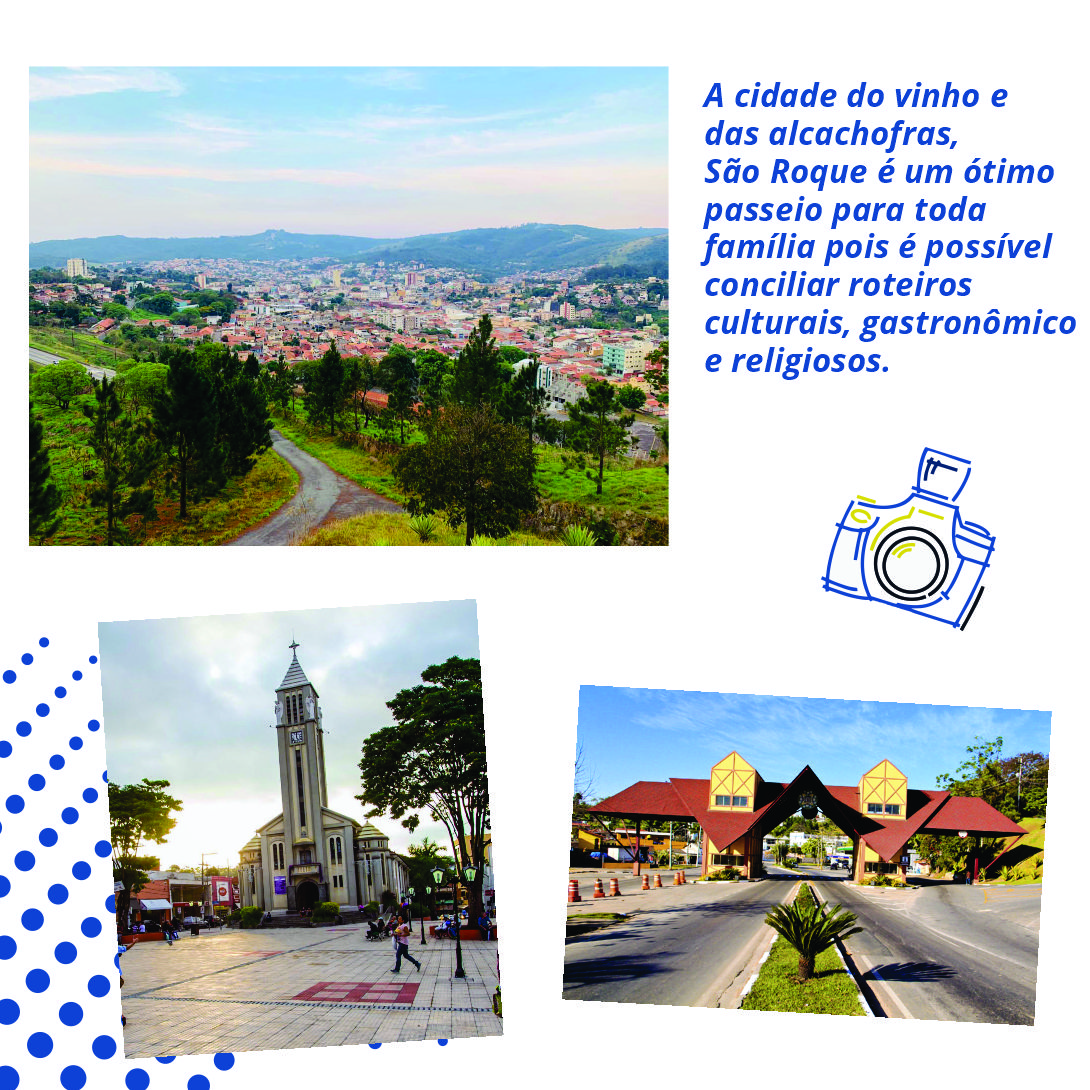 A cidade do vinho e
das alcachofras,
São Roque é um ótimo
passeio para toda
família pois é possível
conciliar roteiros
culturais, gastronômico
e religiosos.